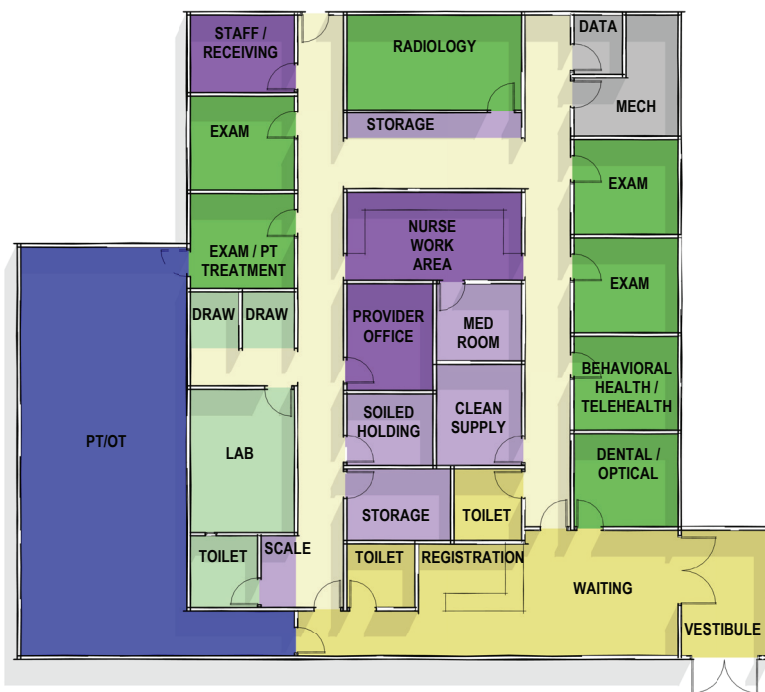 STAFF /
RECEIVING
RADIOLOGY
DATA
MECH
STORAGE
EXAM
EXAM
NURSE
WORK
AREA
EXAM / PT
TREATMENT
EXAM
DRAW
DRAW
PROVIDER
OFFICE
MED
ROOM
BEHAVIORAL
HEALTH /
TELEHEALTH
SOILED
HOLDING
CLEAN
SUPPLY
PT/OT
LAB
DENTAL /
OPTICAL
STORAGE
TOILET
TOILET
SCALE
TOILET
REGISTRATION
WAITING
VESTIBULE